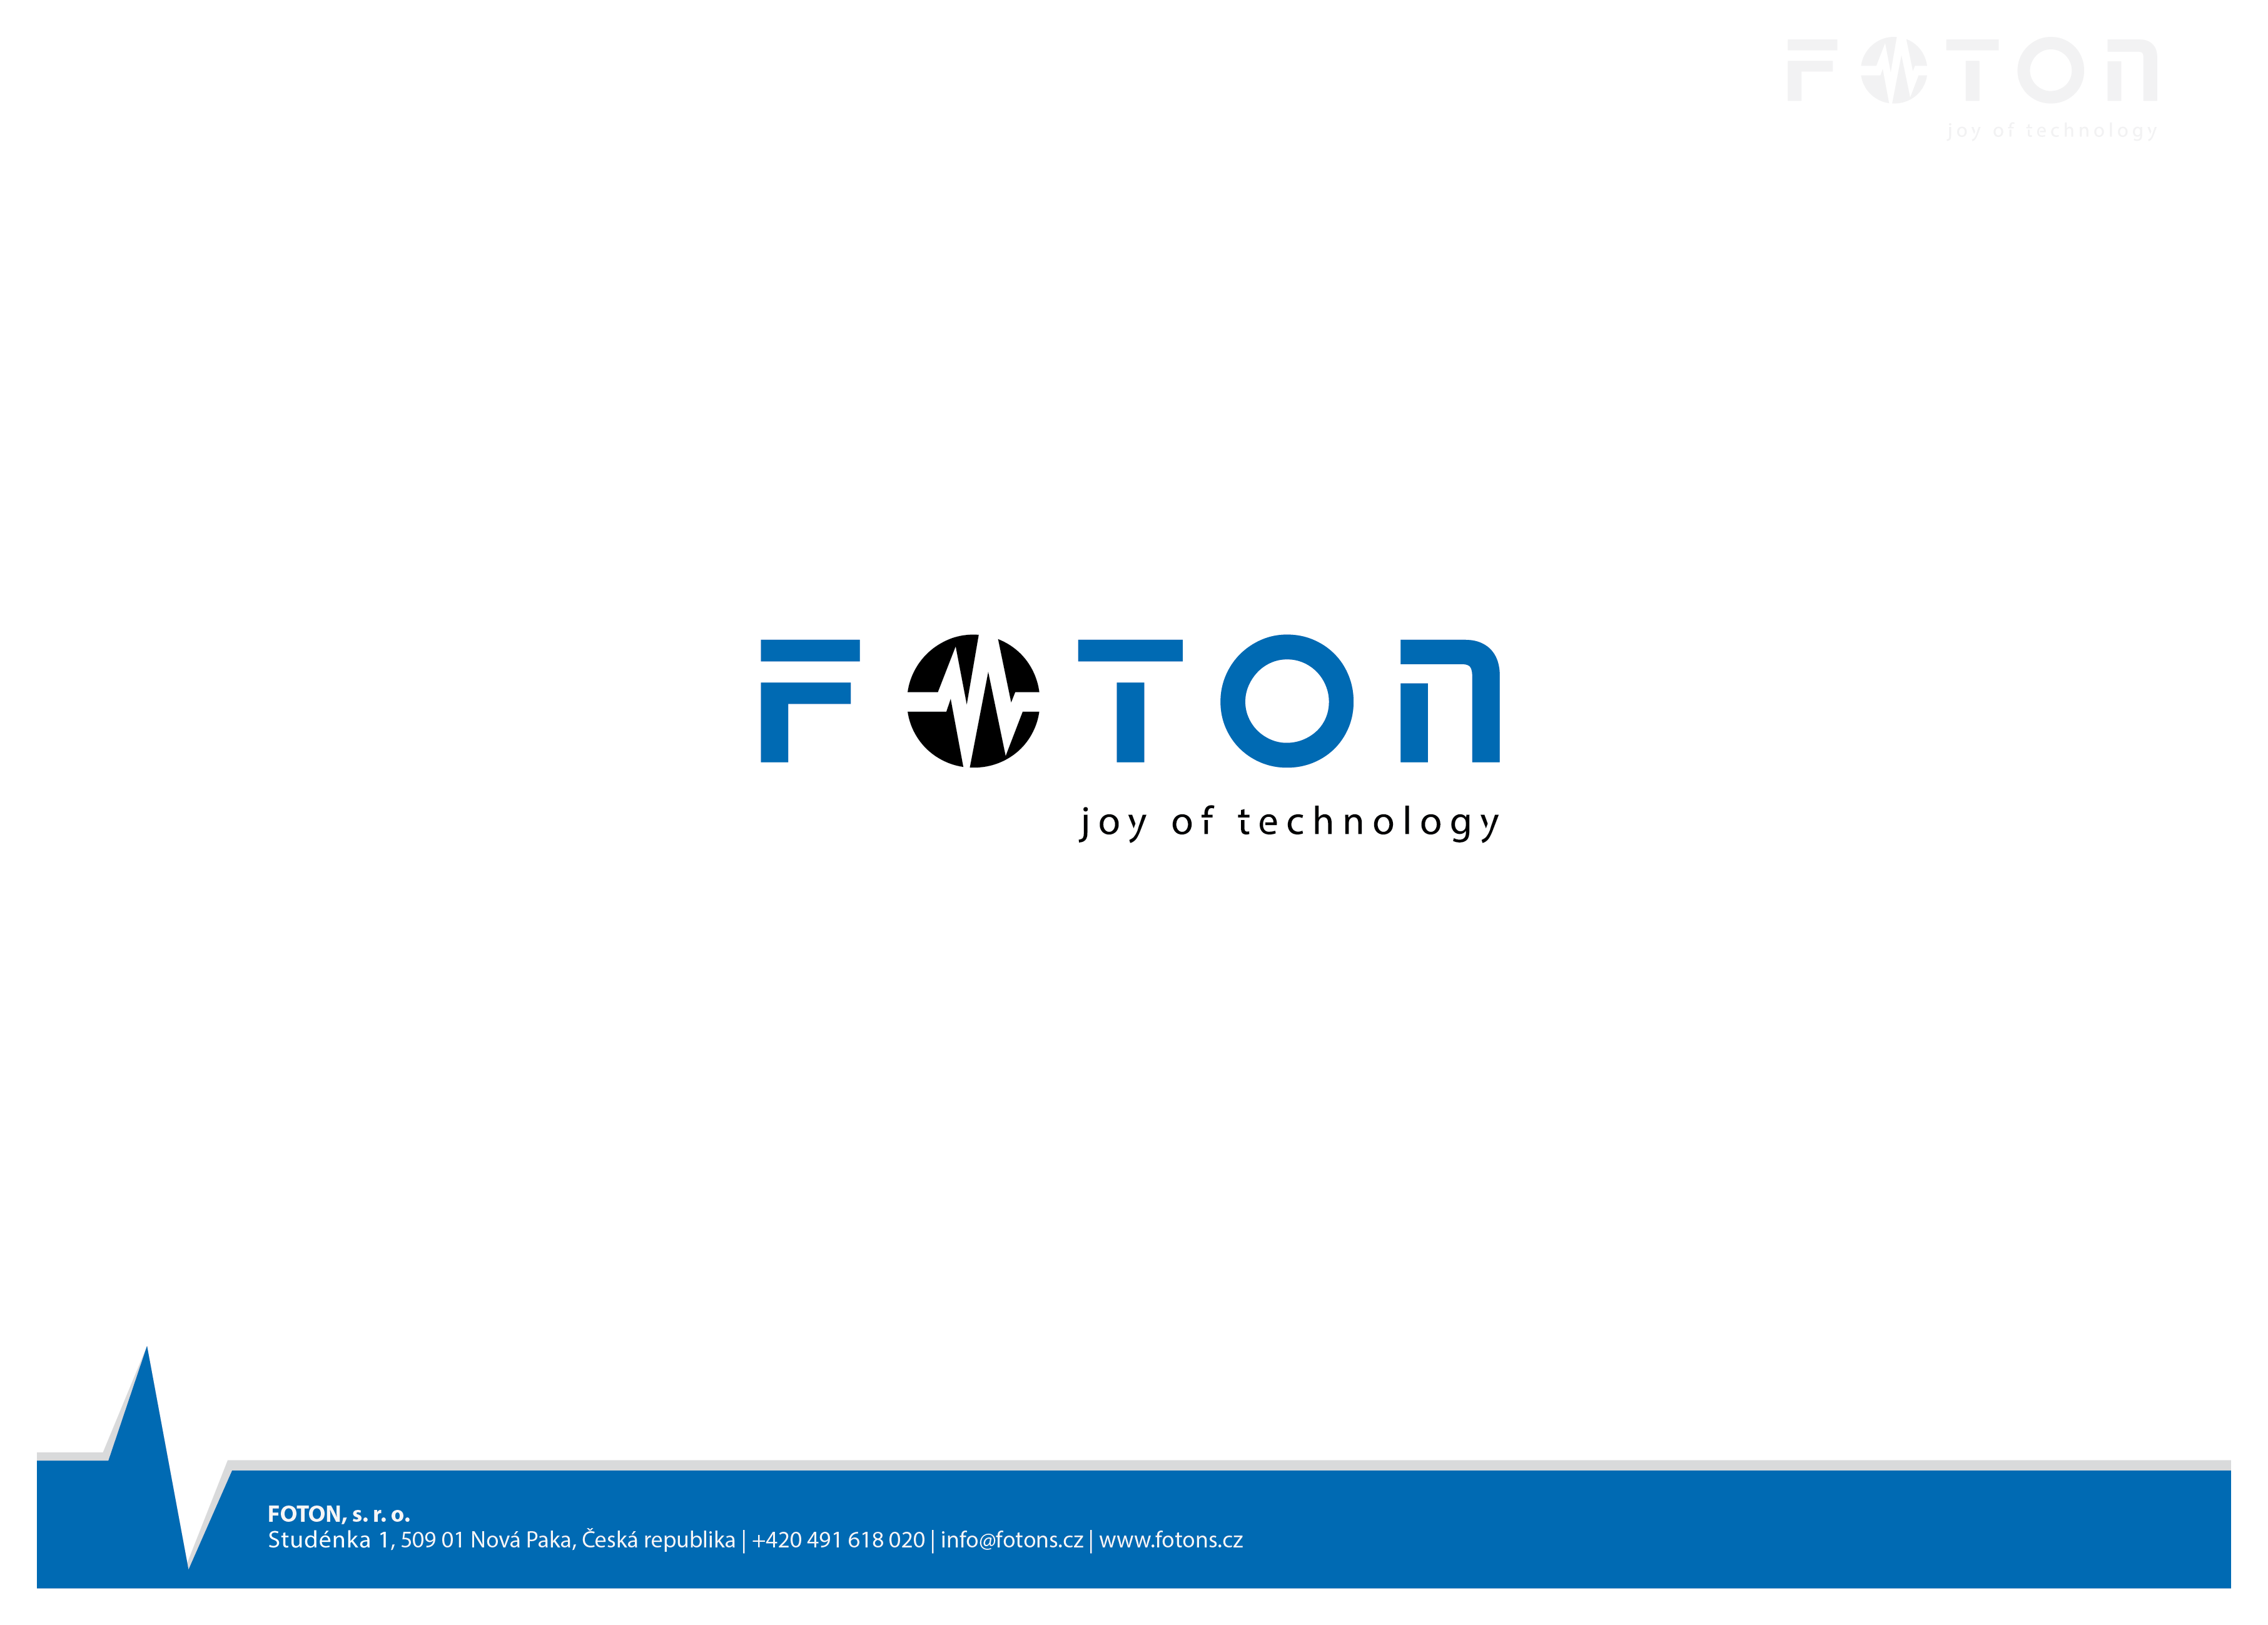 FOTON
joy of technology
FOTON
joy of technology
FOTON, s. r. o.
Studénka 1, 509 01 Nová Paka, Česká republika | +420 491 618 020 | info@fotons.cz | www.fotons.cz